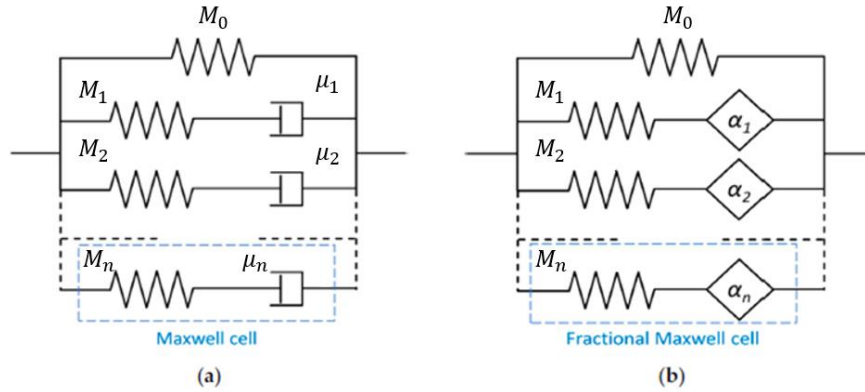 M₀
M₁
μ₁
M₂
μ₂
Mₙ
μₙ
Maxwell cell
(a)
M₀
M₁
α₁
M₂
α₂
Mₙ
αₙ
Fractional Maxwell cell
(b)